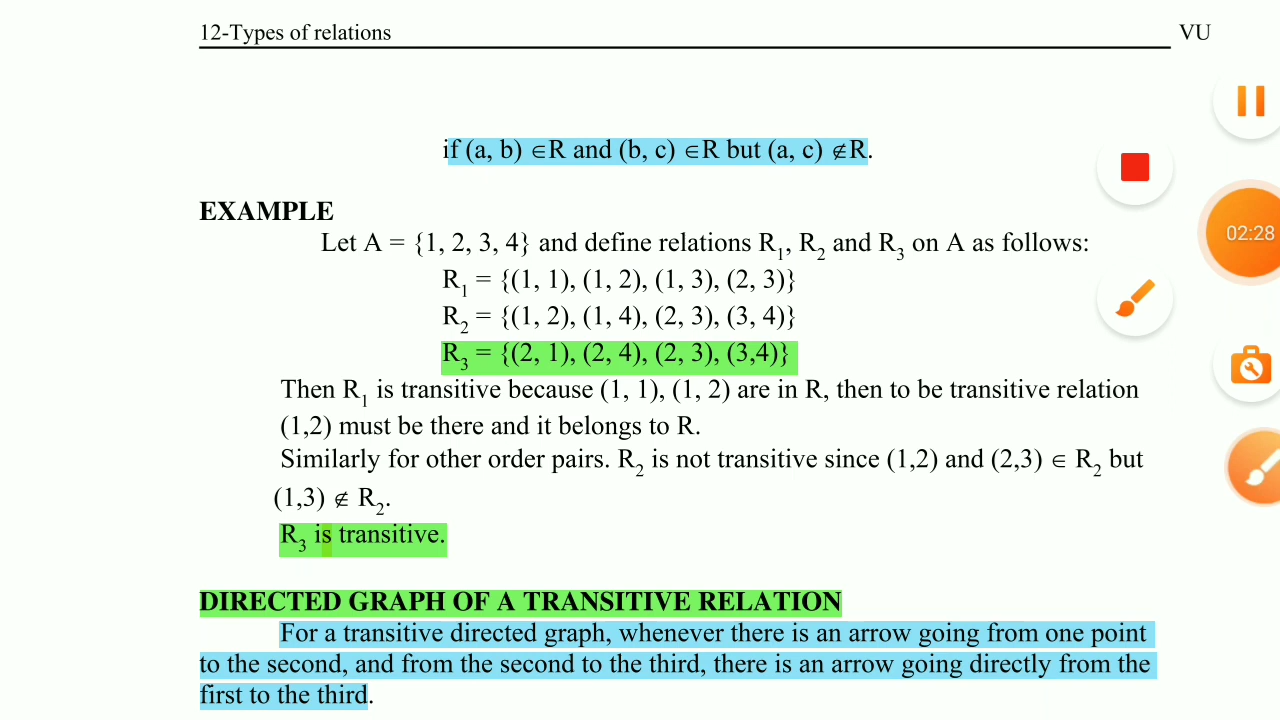 12-Types of relations VU
if (a, b) ∈R and (b, c) ∈R but (a, c) ∉R.
EXAMPLE
Let A = {1, 2, 3, 4} and define relations R₁, R₂ and R₃ on A as follows:
R₁ = {(1, 1), (1, 2), (1, 3), (2, 3)}
R₂ = {(1, 2), (1, 4), (2, 3), (3, 4)}
R₃ = {(2, 1), (2, 4), (2, 3), (3,4)}
Then R₁ is transitive because (1, 1), (1, 2) are in R, then to be transitive relation
(1,2) must be there and it belongs to R.
Similarly for other order pairs. R₂ is not transitive since (1,2) and (2,3) ∈ R₂ but
(1,3) ∉ R₂.
R₃ is transitive.
DIRECTED GRAPH OF A TRANSITIVE RELATION
For a transitive directed graph, whenever there is an arrow going from one point
to the second, and from the second to the third, there is an arrow going directly from the
first to the third.
02:28